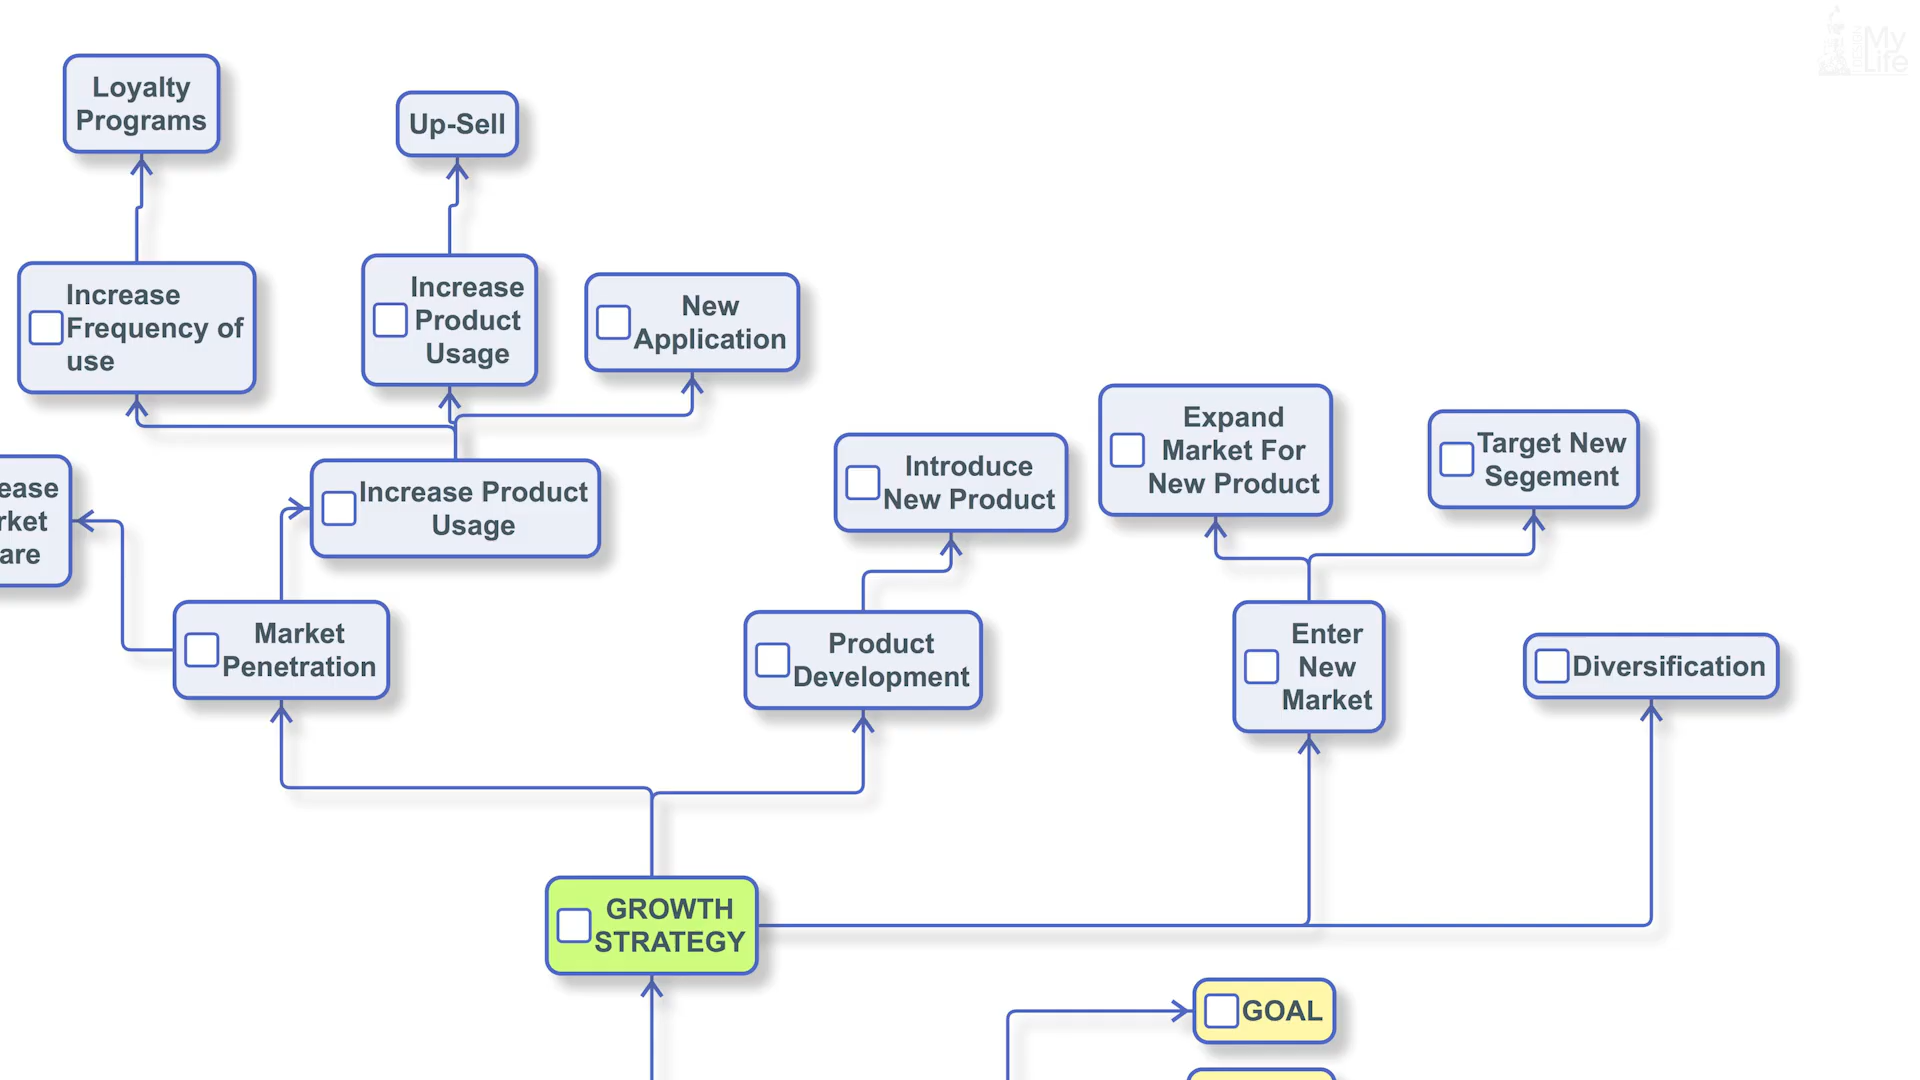 My
Life
Loyalty
Programs
Up-Sell
Increase
Frequency of
use
Increase
Product
Usage
New
Application
Expand
Market For
New Product
Target New
Segement
Introduce
New Product
ease
rket
are
Increase Product
Usage
Market
Penetration
Product
Development
Enter
New
Market
Diversification
GROWTH
STRATEGY
GOAL